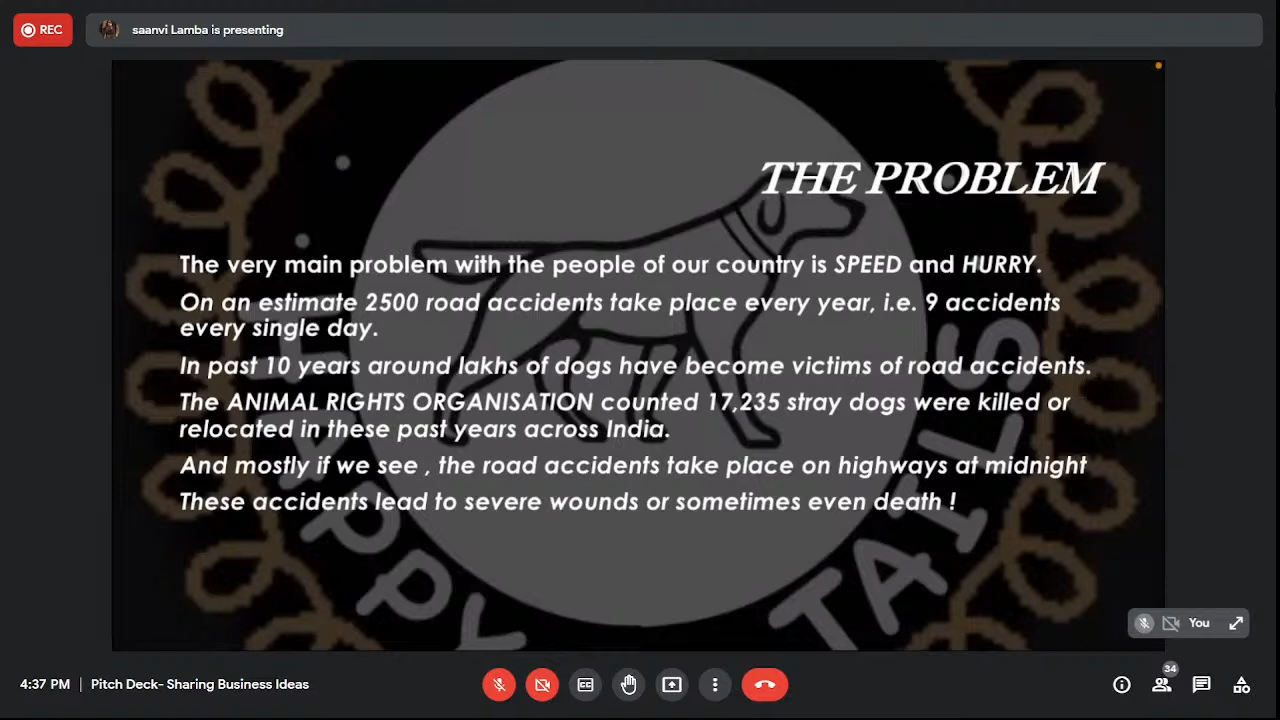 REC
saanvi Lamba is presenting
THE PROBLEM
The very main problem with the people of our country is SPEED and HURRY.
On an estimate 2500 road accidents take place every year, i.e. 9 accidents
every single day.
In past 10 years around lakhs of dogs have become victims of road accidents.
The ANIMAL RIGHTS ORGANISATION counted 17,235 stray dogs were killed or
relocated in these past years across India.
And mostly if we see , the road accidents take place on highways at midnight
These accidents lead to severe wounds or sometimes even death !
HAPPY TAILS
You
4:37 PM | Pitch Deck- Sharing Business Ideas
34